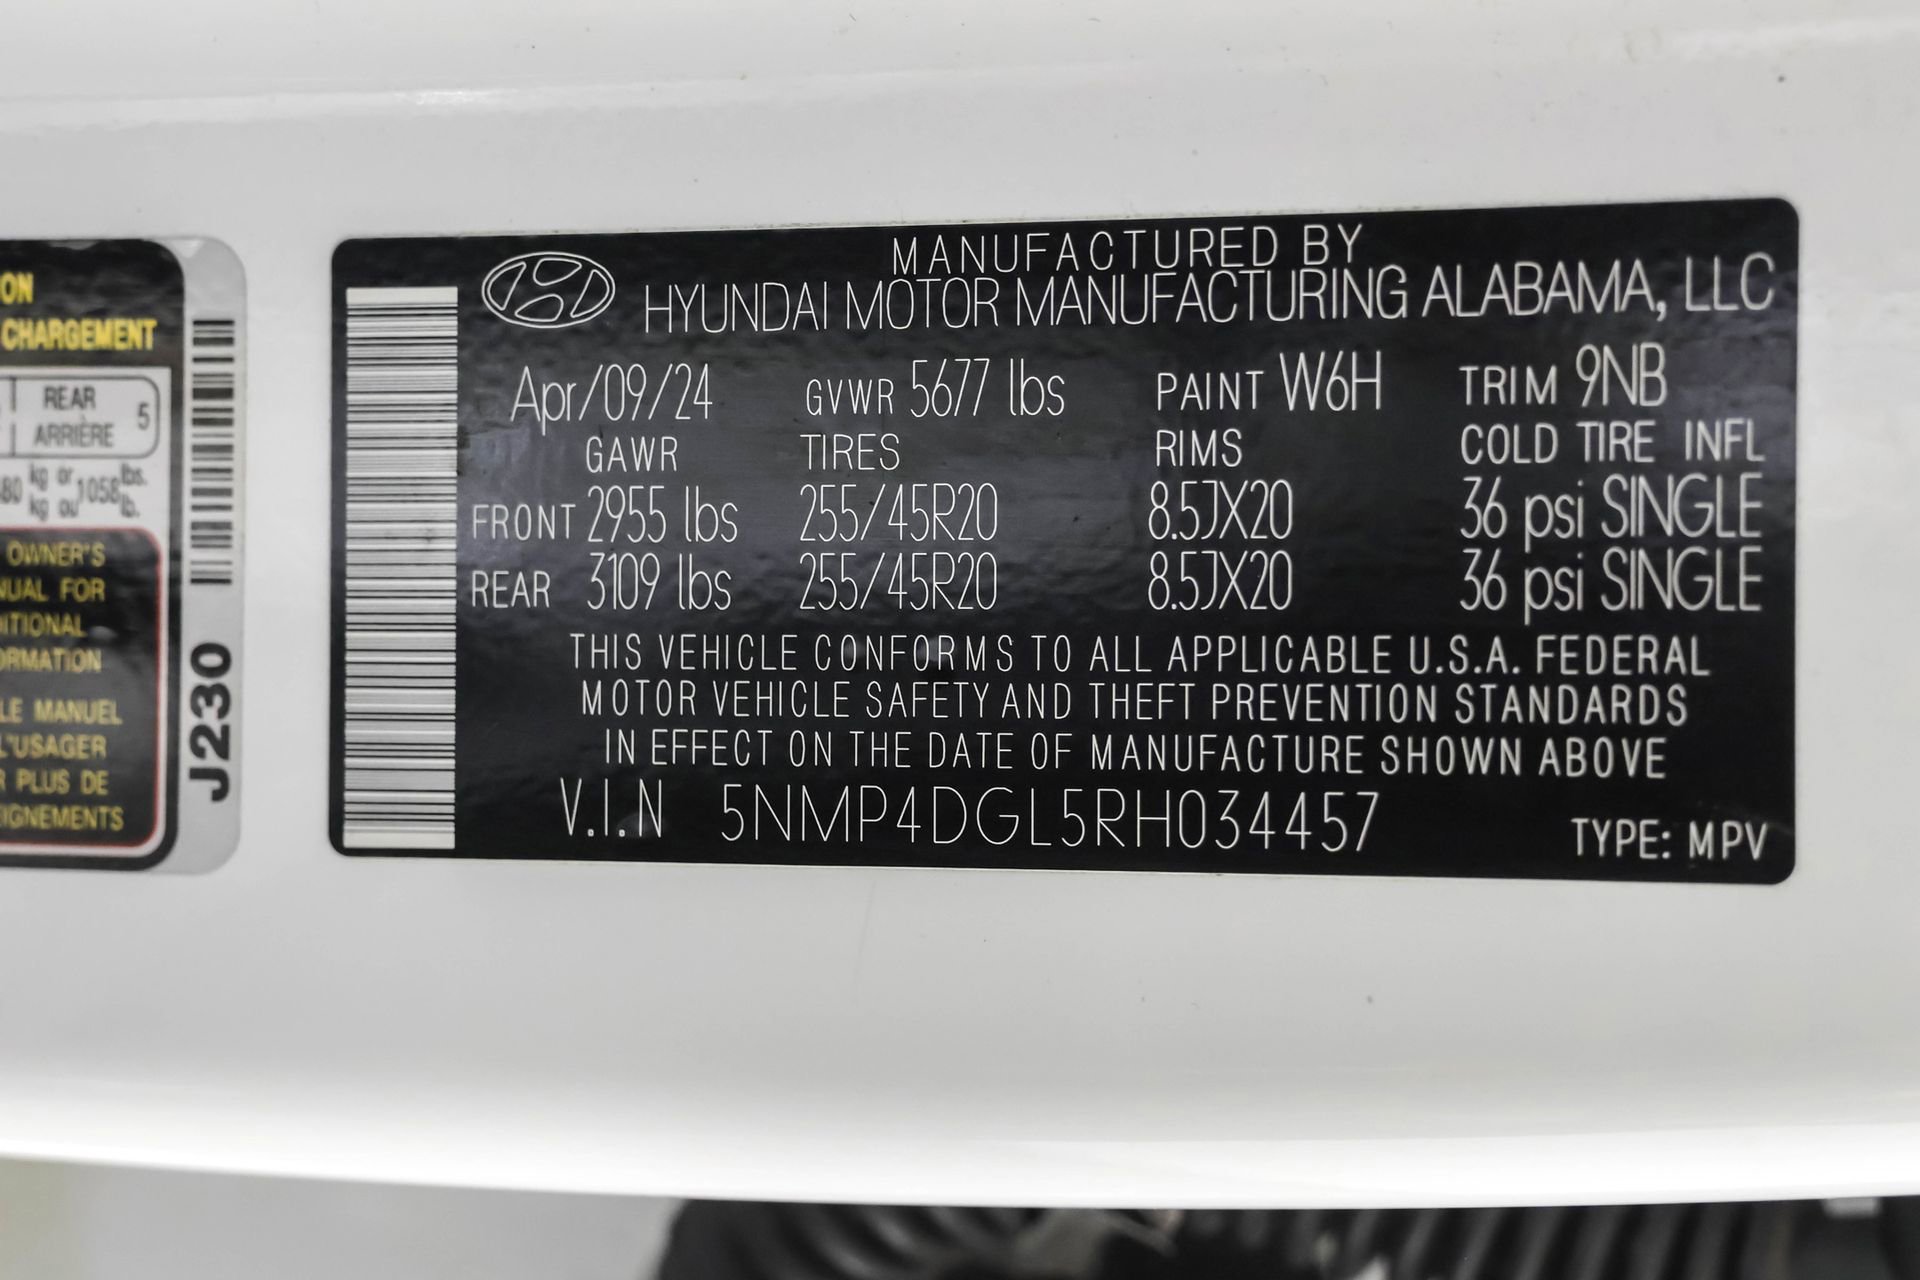 ON
CHARGEMENT
REAR
ARRIÈRE
5
kg or 1058 lbs.
kg ou lb.
OWNER'S
FOR
MANUEL
L'USAGER
PLUS DE
J230
MANUFACTURED BY
HYUNDAI MOTOR MANUFACTURING ALABAMA, LLC
Apr/09/24 GVWR 5677 lbs PAINT W6H TRIM 9NB
GAWR TIRES RIMS COLD TIRE INFL
FRONT 2955 lbs 255/45R20 8.5JX20 36 psi SINGLE
REAR 3109 lbs 255/45R20 8.5JX20 36 psi SINGLE
THIS VEHICLE CONFORMS TO ALL APPLICABLE U.S.A. FEDERAL
MOTOR VEHICLE SAFETY AND THEFT PREVENTION STANDARDS
IN EFFECT ON THE DATE OF MANUFACTURE SHOWN ABOVE
V.I.N 5NMP4DGL5RH034457 TYPE: MPV